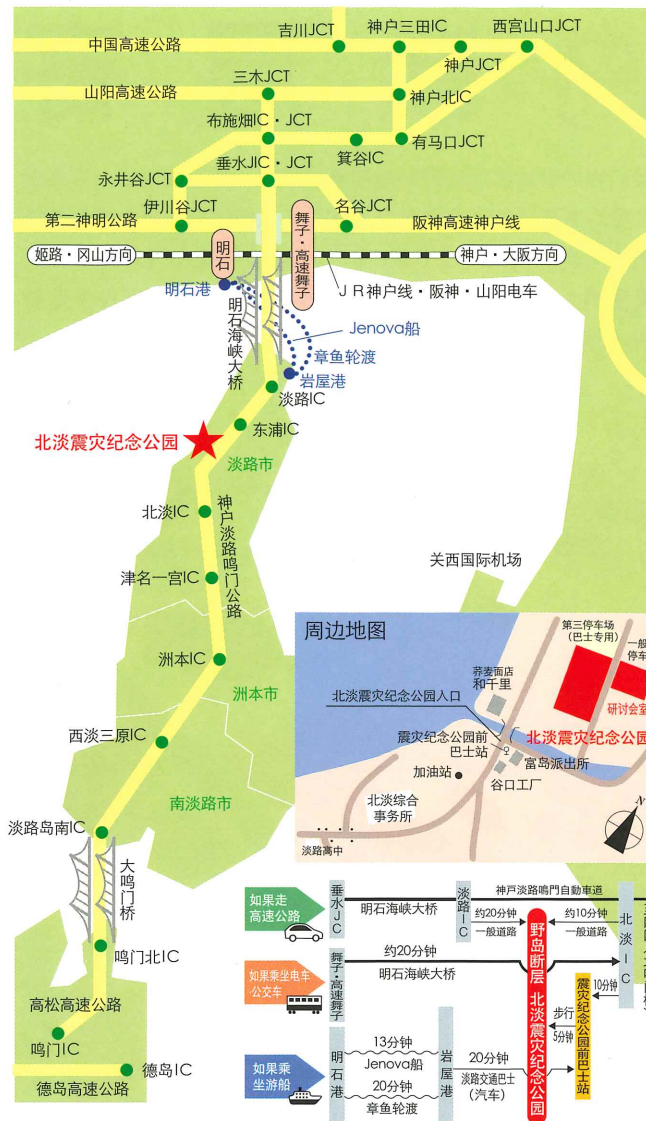 吉川JCT
神户三田IC
西宫山口JCT
中国高速公路
神户JCT
三木JCT
山阳高速公路
神户北IC
布施畑IC・JCT
箕谷IC
有马口JCT
垂水JIC・JCT
永井谷JCT
伊川谷JCT
名谷JCT
第二神明公路
阪神高速神户线
明石
舞子・高速舞子
姬路・冈山方向
神户・大阪方向
JR神户线・阪神・山阳电车
明石港
明石海峡大桥
Jenova船
章鱼轮渡
岩屋港
淡路IC
东浦IC
北淡震灾纪念公园
淡路市
北淡IC
神户淡路鸣门公路
津名一宫IC
关西国际机场
洲本IC
洲本市
西淡三原IC
南淡路市
淡路岛南IC
大鸣门桥
鸣门北IC
高松高速公路
鸣门IC
德岛IC
德岛高速公路
周边地图
第三停车场
(巴士专用)
一般
停车
荞麦面店
和千里
研讨会室
北淡震灾纪念公园入口
北淡震灾纪念公园
震灾纪念公园前
巴士站
富岛派出所
加油站
谷口工厂
北淡综合
事务所
淡路高中
N
如果走
高速公路
垂水JC
明石海峡大桥
淡路IC
神戸淡路鳴門自動車道
约20分钟
一般道路
约10分钟
一般道路
北淡IC
野岛断层 北淡震灾纪念公园
如果乘坐电车
・公交车
舞子・高速舞子
约20分钟
明石海峡大桥
10分钟
步行
5分钟
震灾纪念公园前巴士站
如果乘
坐游船
明石港
13分钟
Jenova船
20分钟
章鱼轮渡
岩屋港
20分钟
淡路交通巴士
(汽车)